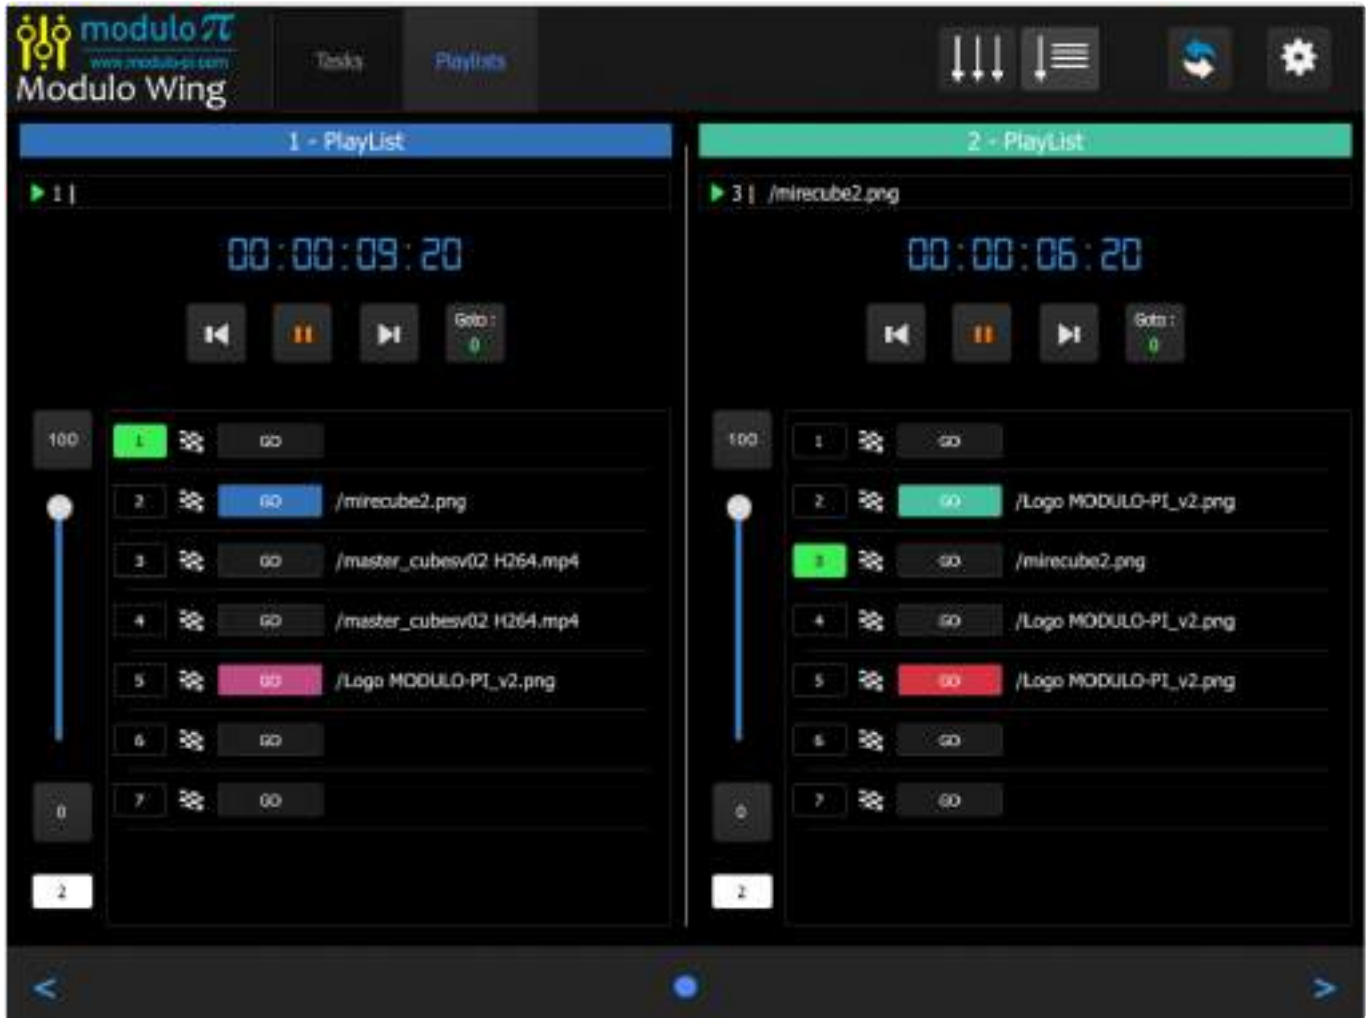 modulo π
www.modulo-pi.com
Modulo Wing
Tasks
Playlists
1 - PlayList
1 |
00:00:09:20
Goto :
0
100
1 GO
2 GO /mirecube2.png
3 GO /master_cubesv02 H264.mp4
4 GO /master_cubesv02 H264.mp4
5 GO /Logo MODULO-PI_v2.png
6 GO
7 GO
0
2
2 - PlayList
3 | /mirecube2.png
00:00:06:20
Goto :
0
100
1 GO
2 GO /Logo MODULO-PI_v2.png
3 GO /mirecube2.png
4 GO /Logo MODULO-PI_v2.png
5 GO /Logo MODULO-PI_v2.png
6 GO
7 GO
0
2
< >